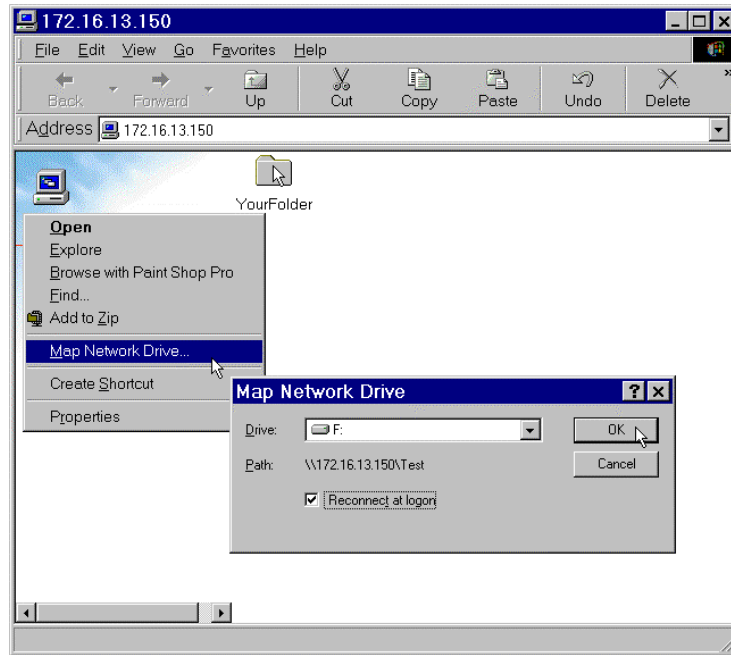 172.16.13.150
File Edit View Go Favorites Help
Back Forward Up Cut Copy Paste Undo Delete »
Address 172.16.13.150
YourFolder
Open
Explore
Browse with Paint Shop Pro
Find...
Add to Zip
Map Network Drive...
Create Shortcut
Properties
Map Network Drive
Drive: F: OK
Path: \\172.16.13.150\Test Cancel
Reconnect at logon